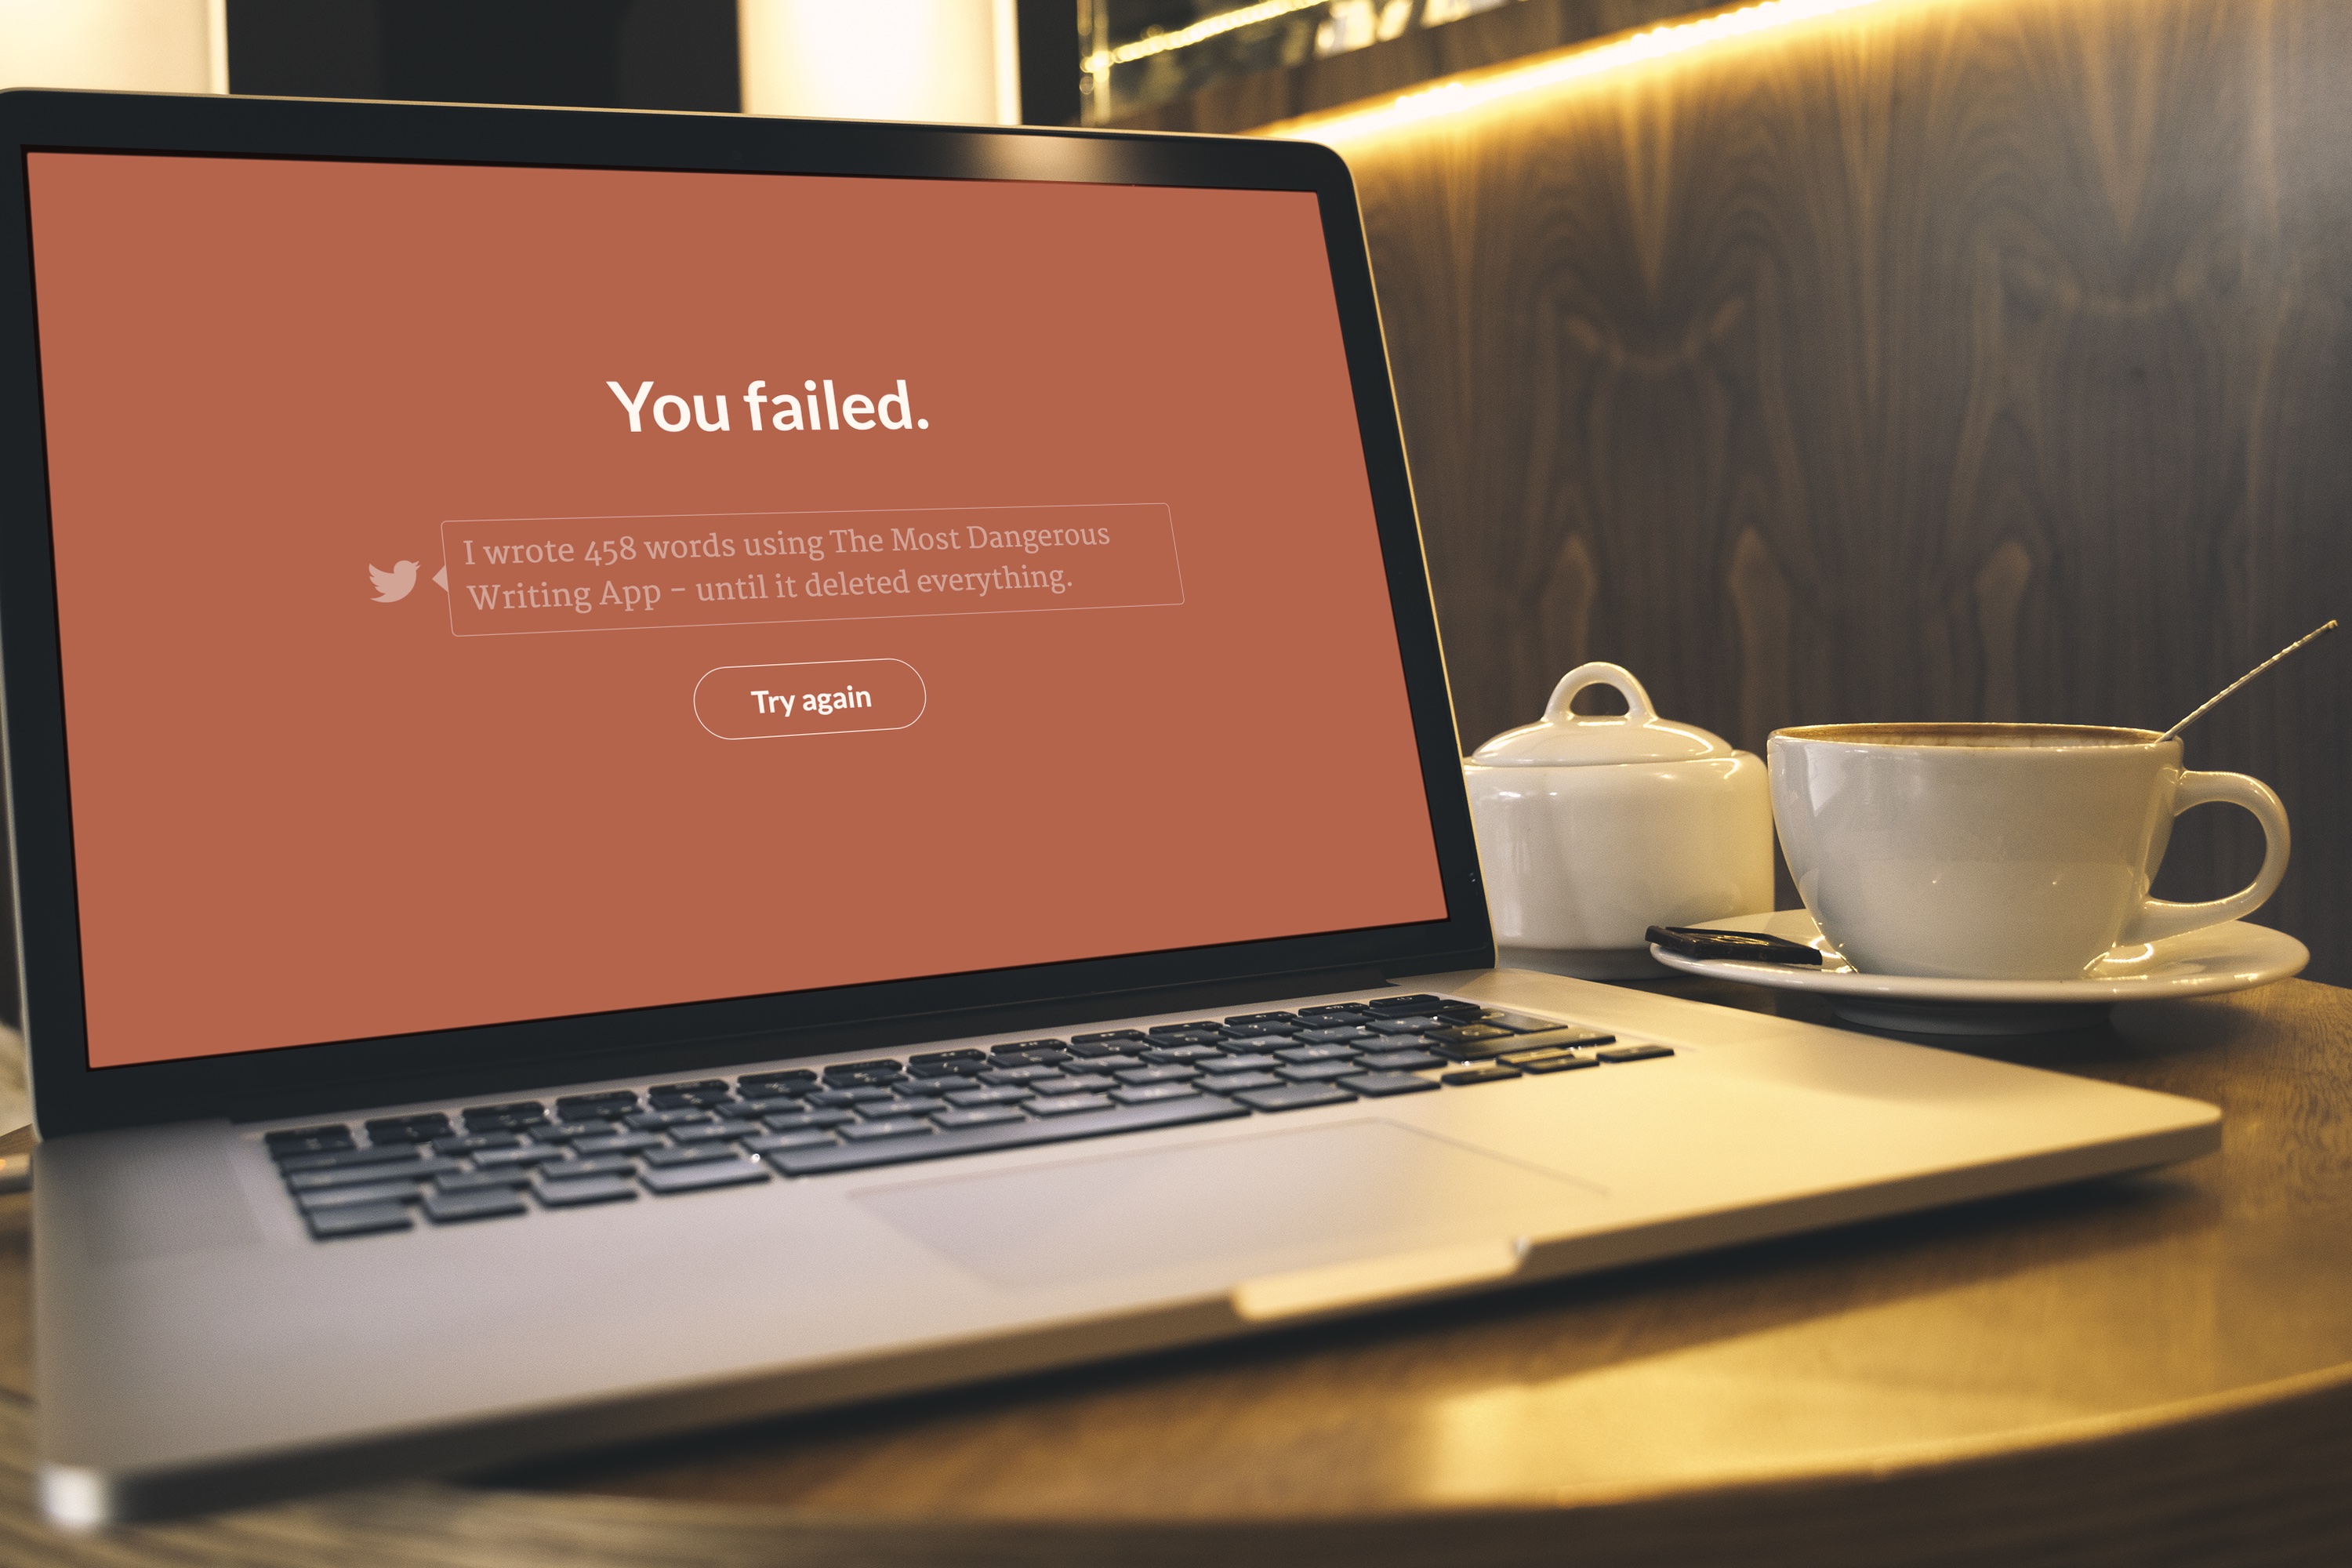 You failed.
I wrote 458 words using The Most Dangerous
Writing App – until it deleted everything.
Try again